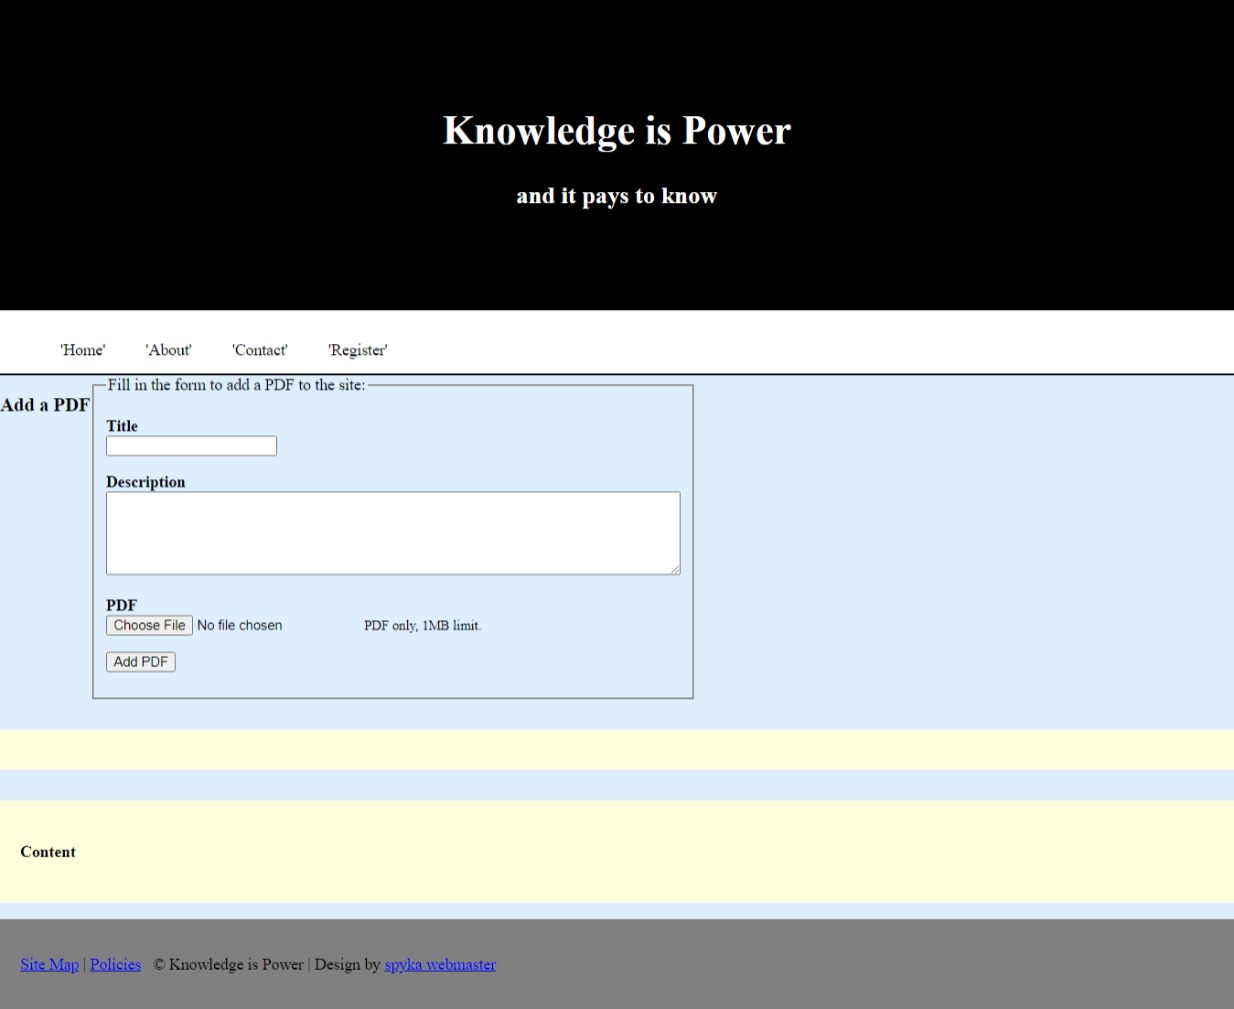 Knowledge is Power
and it pays to know
'Home' 'About' 'Contact' 'Register'
Fill in the form to add a PDF to the site:
Add a PDF
Title
Description
PDF
Choose File No file chosen PDF only, 1MB limit.
Add PDF
Content
Site Map | Policies © Knowledge is Power | Design by spyka webmaster